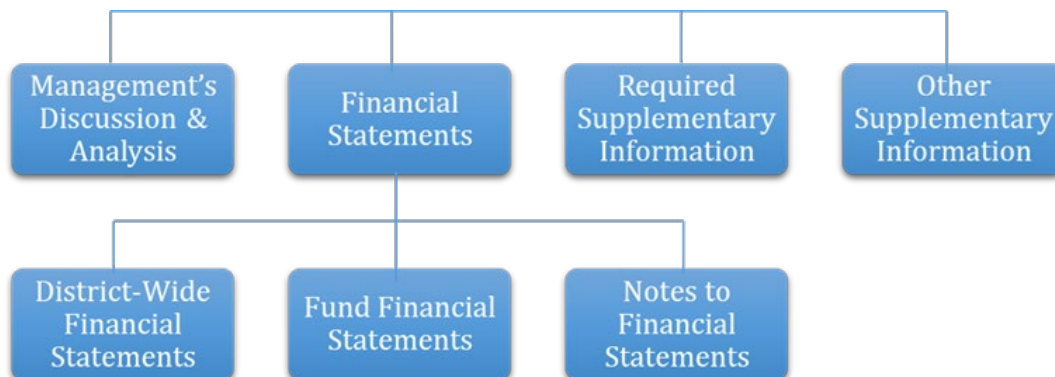 Management's
Discussion &
Analysis
Financial
Statements
Required
Supplementary
Information
Other
Supplementary
Information
District-Wide
Financial
Statements
Fund Financial
Statements
Notes to
Financial
Statements